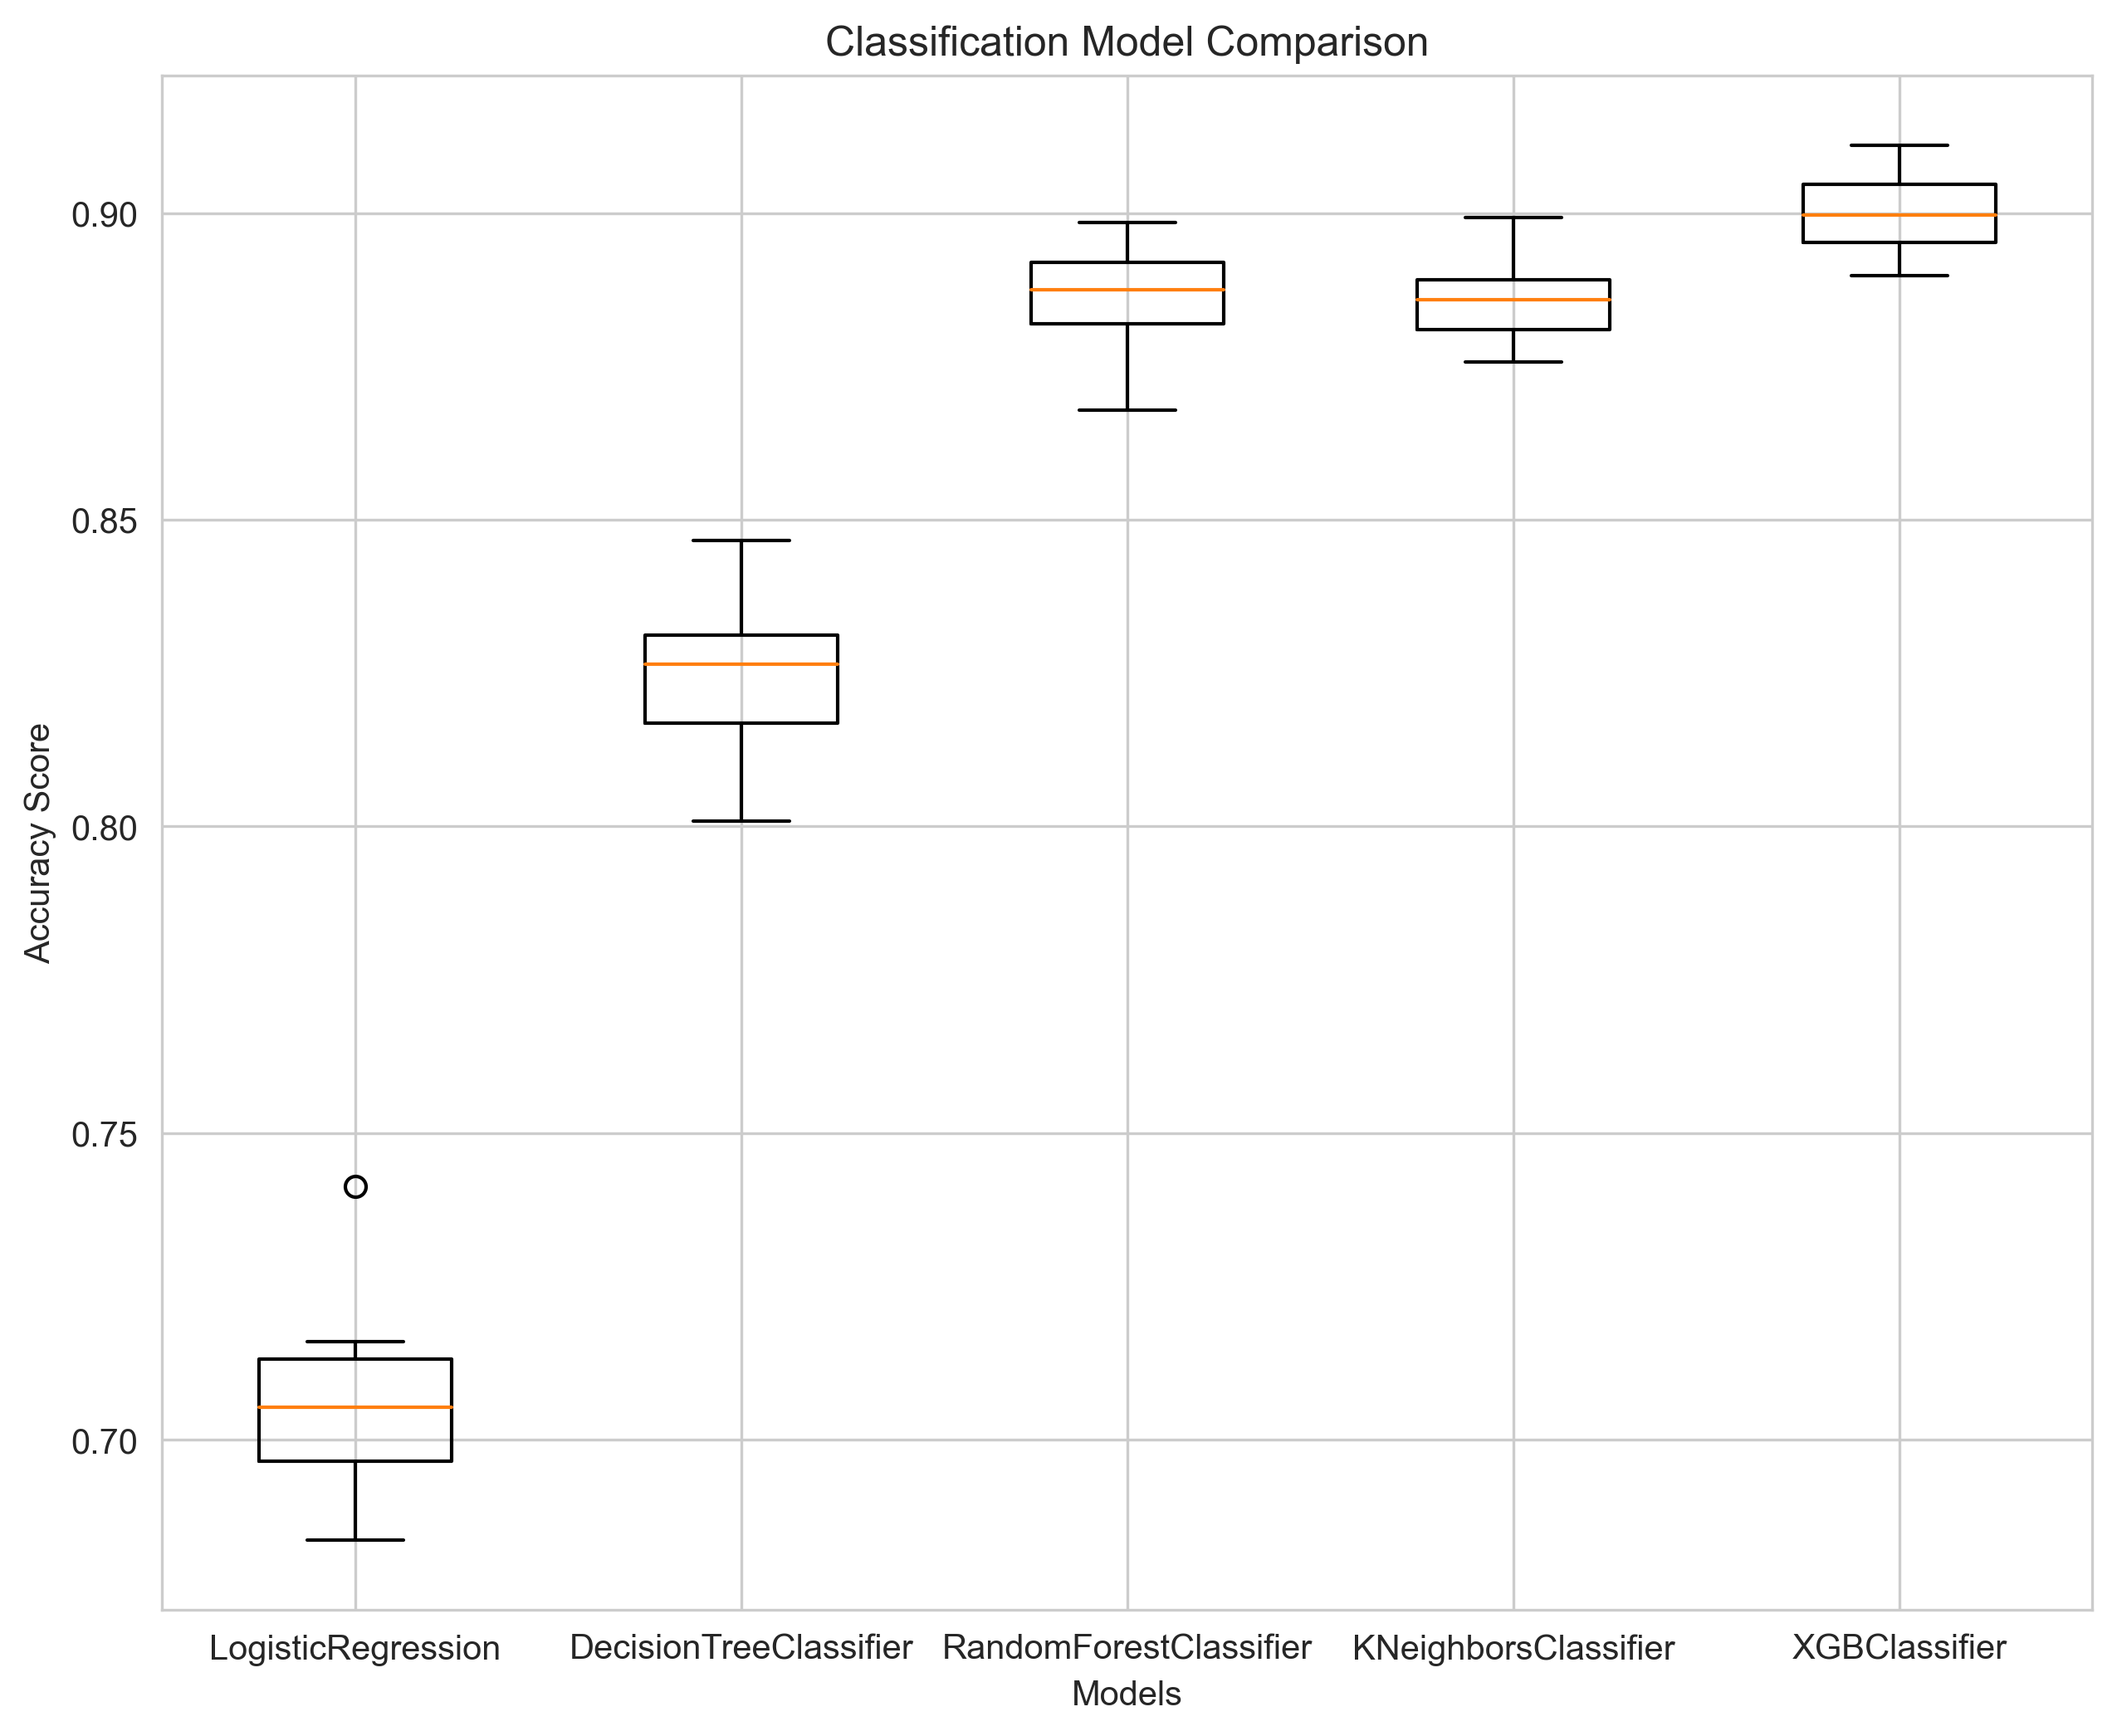 Classification Model Comparison
Accuracy Score
0.90
0.85
0.80
0.75
0.70
LogisticRegression
DecisionTreeClassifier
RandomForestClassifier
KNeighborsClassifier
XGBClassifier
Models